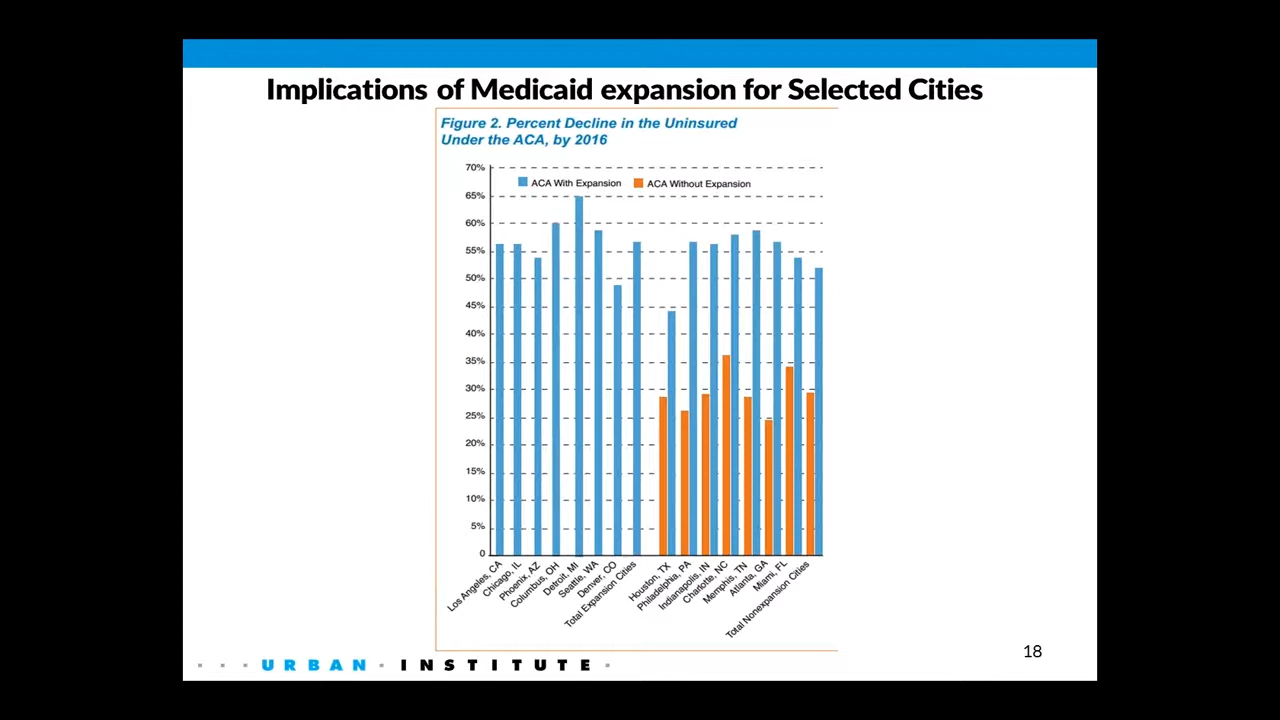 Implications of Medicaid expansion for Selected Cities
Figure 2. Percent Decline in the Uninsured
Under the ACA, by 2016
70%
ACA With Expansion
ACA Without Expansion
65%
60%
55%
50%
45%
40%
35%
30%
25%
20%
15%
10%
5%
0
Los Angeles, CA
Chicago, IL
Phoenix, AZ
Columbus, OH
Detroit, MI
Seattle, WA
Denver, CO
Total Expansion Cities
Houston, TX
Philadelphia, PA
Indianapolis, IN
Charlotte, NC
Memphis, TN
Atlanta, GA
Miami, FL
Total Nonexpansion Cities
URBAN INSTITUTE
18